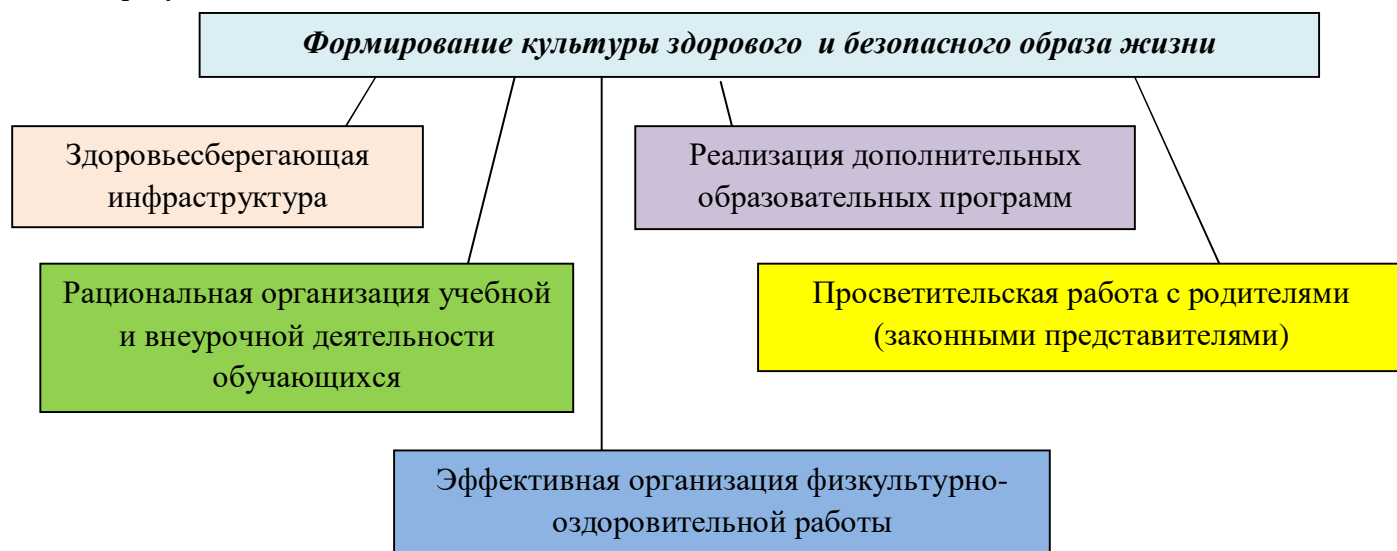 Формирование культуры здорового и безопасного образа жизни
Здоровьесберегающая
инфраструктура
Реализация дополнительных
образовательных программ
Рациональная организация учебной
и внеурочной деятельности
обучающихся
Просветительская работа с родителями
(законными представителями)
Эффективная организация физкультурно-
оздоровительной работы